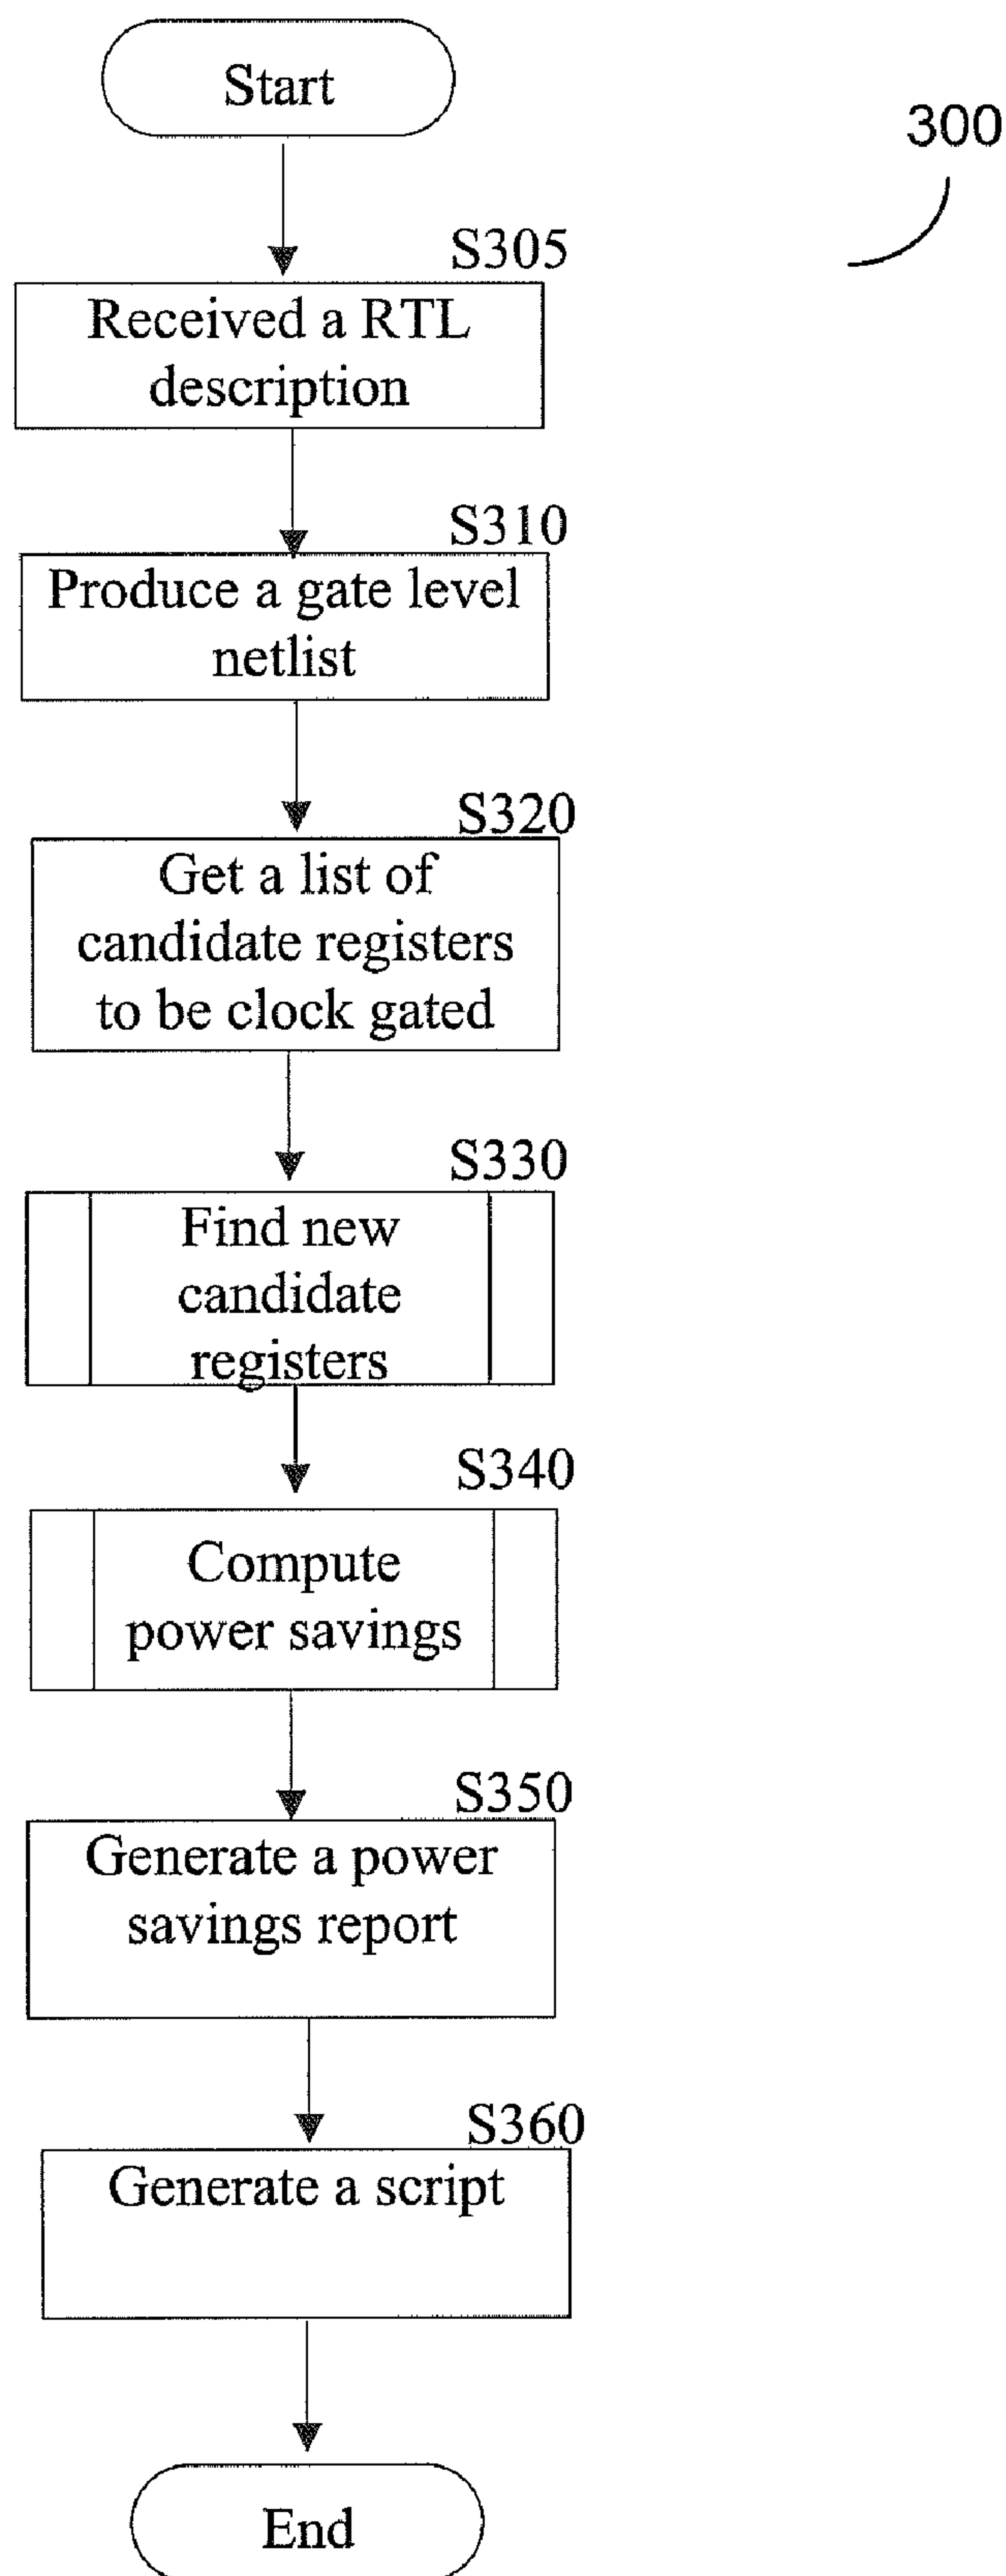 Start
300
S305
Received a RTL
description
S310
Produce a gate level
netlist
S320
Get a list of
candidate registers
to be clock gated
S330
Find new
candidate
registers
S340
Compute
power savings
S350
Generate a power
savings report
S360
Generate a script
End